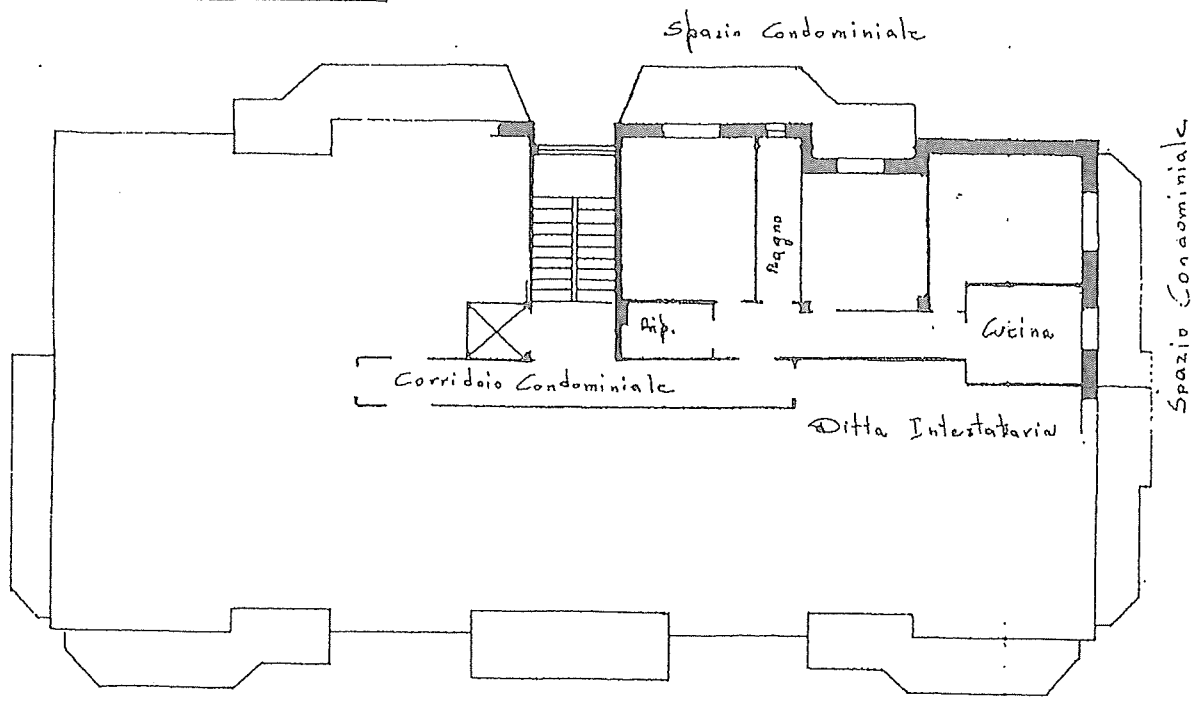 Spazio Condominiale
Spazio Condominiale
Bagno
Rip.
Cucina
Corridoio Condominiale
Ditta Intestataria